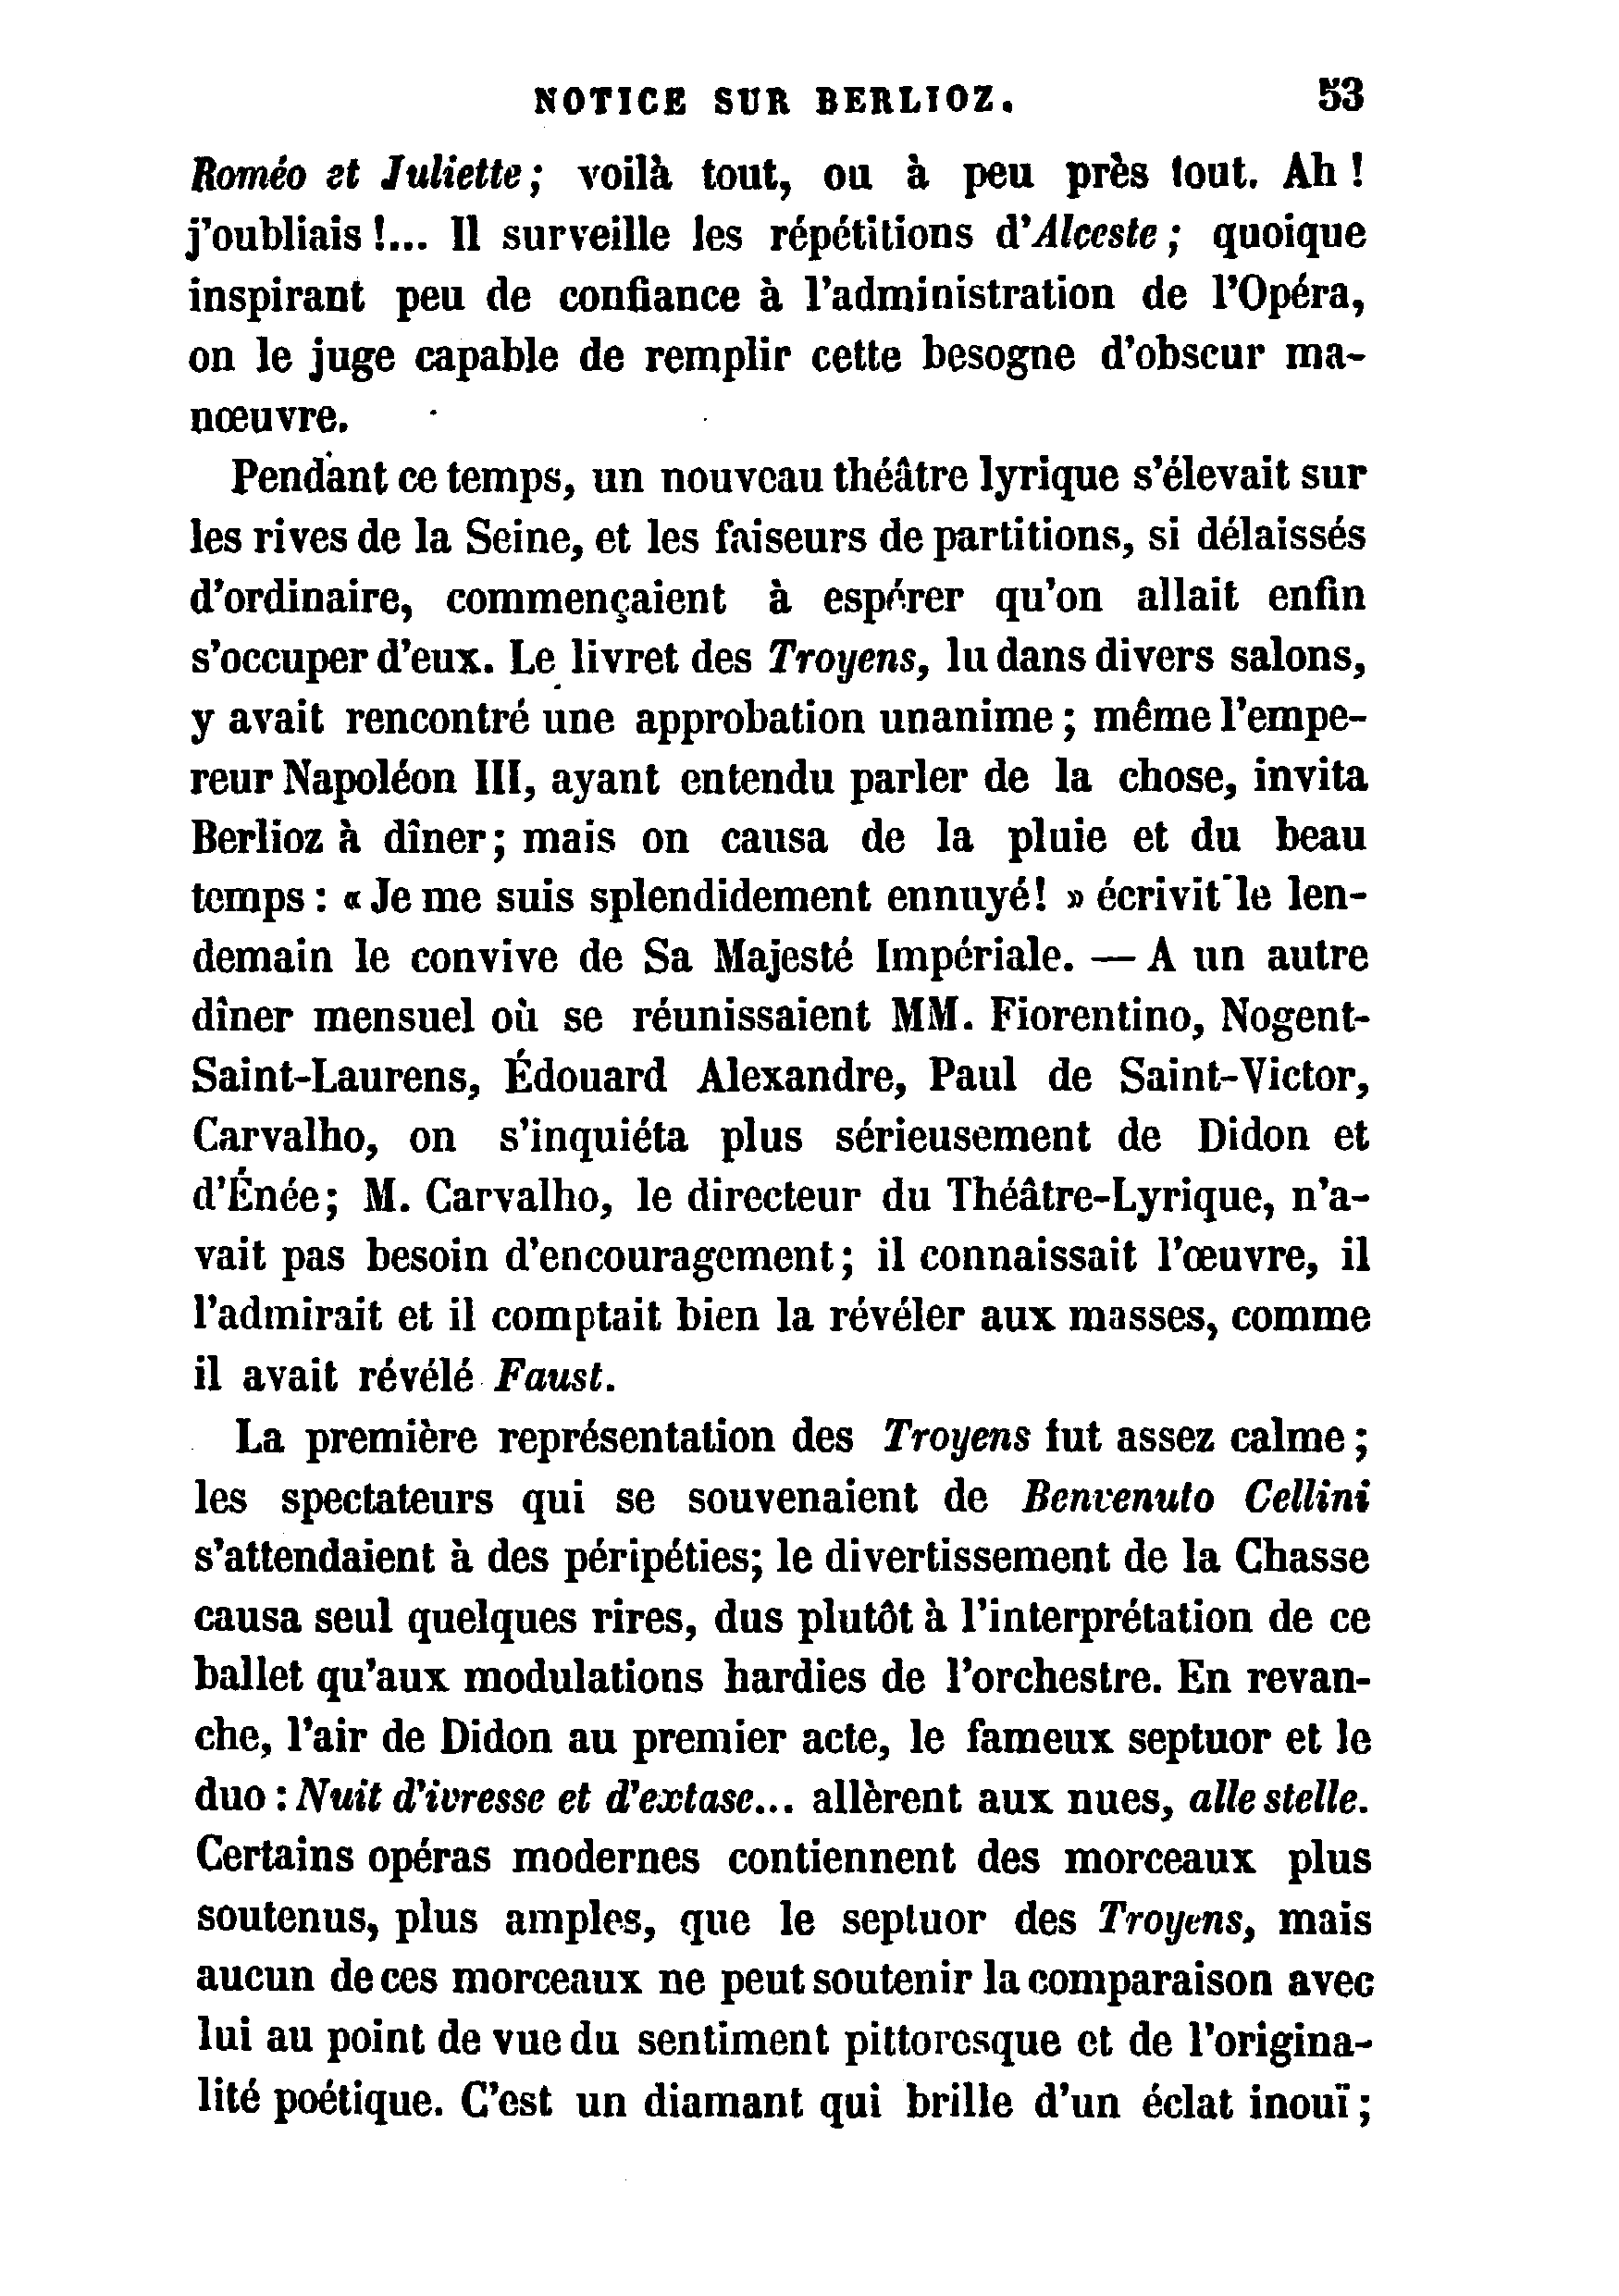 NOTICE SUR BERLIOZ. 53
Roméo et Juliette; voilà tout, ou à peu près tout. Ah !
j'oubliais !... Il surveille les répétitions d'Alceste; quoique
inspirant peu de confiance à l'administration de l'Opéra,
on le juge capable de remplir cette besogne d'obscur ma-
nœuvre.
Pendant ce temps, un nouveau théâtre lyrique s'élevait sur
les rives de la Seine, et les faiseurs de partitions, si délaissés
d'ordinaire, commençaient à espérer qu'on allait enfin
s'occuper d'eux. Le livret des Troyens, lu dans divers salons,
y avait rencontré une approbation unanime; même l'empe-
reur Napoléon III, ayant entendu parler de la chose, invita
Berlioz à dîner; mais on causa de la pluie et du beau
temps : « Je me suis splendidement ennuyé! » écrivit le len-
demain le convive de Sa Majesté Impériale. — A un autre
dîner mensuel où se réunissaient MM. Fiorentino, Nogent-
Saint-Laurens, Édouard Alexandre, Paul de Saint-Victor,
Carvalho, on s'inquiéta plus sérieusement de Didon et
d'Énée; M. Carvalho, le directeur du Théâtre-Lyrique, n'a-
vait pas besoin d'encouragement; il connaissait l'œuvre, il
l'admirait et il comptait bien la révéler aux masses, comme
il avait révélé Faust.
La première représentation des Troyens fut assez calme;
les spectateurs qui se souvenaient de Benvenuto Cellini
s'attendaient à des péripéties; le divertissement de la Chasse
causa seul quelques rires, dus plutôt à l'interprétation de ce
ballet qu'aux modulations hardies de l'orchestre. En revan-
che, l'air de Didon au premier acte, le fameux septuor et le
duo : Nuit d'ivresse et d'extase... allèrent aux nues, alle stelle.
Certains opéras modernes contiennent des morceaux plus
soutenus, plus amples, que le septuor des Troyens, mais
aucun de ces morceaux ne peut soutenir la comparaison avec
lui au point de vue du sentiment pittoresque et de l'origina-
lité poétique. C'est un diamant qui brille d'un éclat inouï;